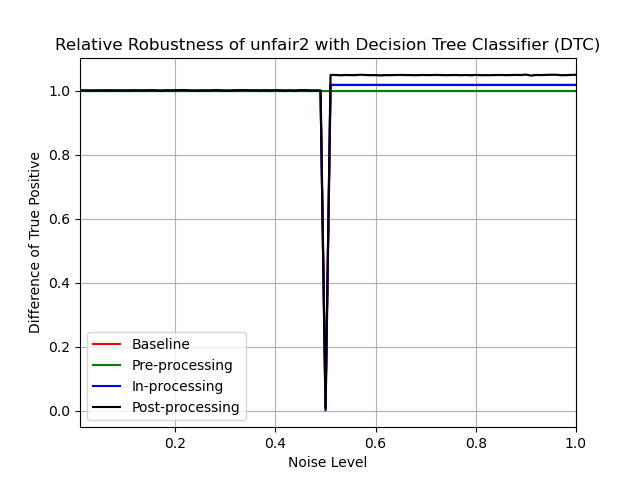 Relative Robustness of unfair2 with Decision Tree Classifier (DTC)
Difference of True Positive
1.0
0.8
0.6
0.4
0.2
0.0
Baseline
Pre-processing
In-processing
Post-processing
0.2 0.4 0.6 0.8 1.0
Noise Level